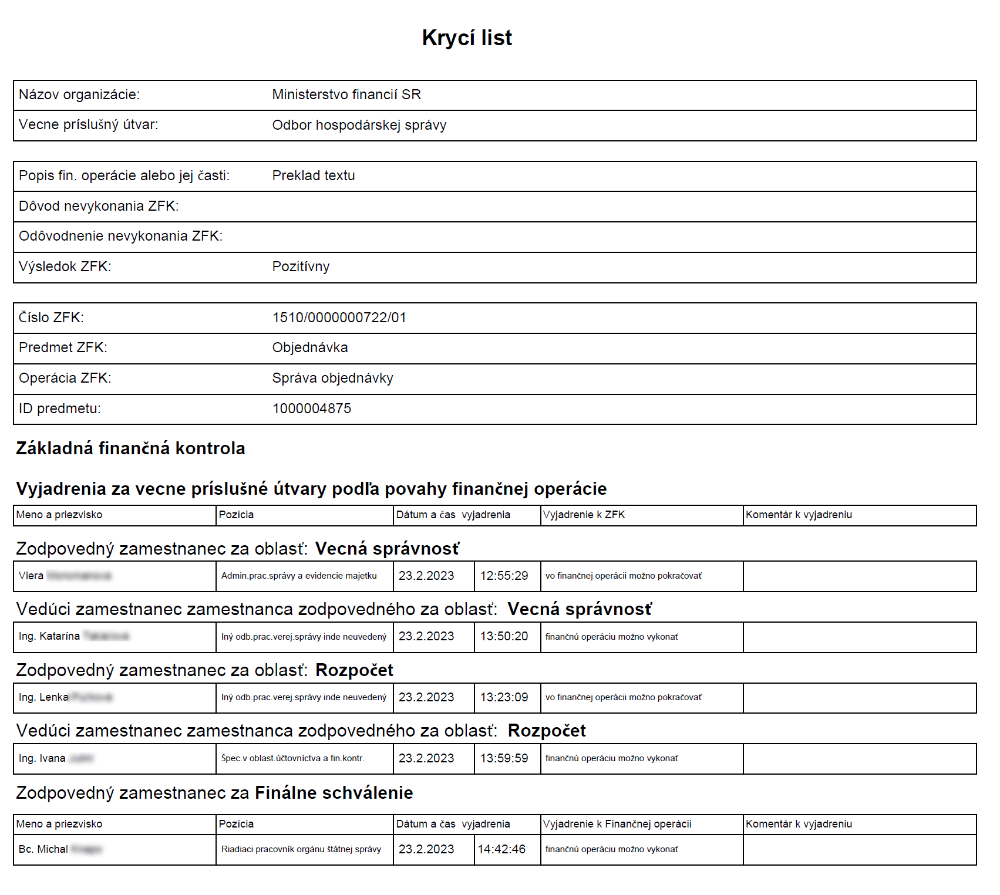 Krycí list
Názov organizácie: Ministerstvo financií SR
Vecne príslušný útvar: Odbor hospodárskej správy
Popis fin. operácie alebo jej časti: Preklad textu
Dôvod nevykonania ZFK:
Odôvodnenie nevykonania ZFK:
Výsledok ZFK: Pozitívny
Číslo ZFK: 1510/0000000722/01
Predmet ZFK: Objednávka
Operácia ZFK: Správa objednávky
ID predmetu: 1000004875
Základná finančná kontrola
Vyjadrenia za vecne príslušné útvary podľa povahy finančnej operácie
Meno a priezvisko Pozícia Dátum a čas vyjadrenia Vyjadrenie k ZFK Komentár k vyjadreniu
Zodpovedný zamestnanec za oblasť: Vecná správnosť
Viera Admin.prac.správy a evidencie majetku 23.2.2023 12:55:29 vo finančnej operácii možno pokračovať
Vedúci zamestnanec zamestnanca zodpovedného za oblasť: Vecná správnosť
Ing. Katarína Iný odb.prac.verej.správy inde neuvedený 23.2.2023 13:50:20 finančnú operáciu možno vykonať
Zodpovedný zamestnanec za oblasť: Rozpočet
Ing. Lenka Iný odb.prac.verej.správy inde neuvedený 23.2.2023 13:23:09 vo finančnej operácii možno pokračovať
Vedúci zamestnanec zamestnanca zodpovedného za oblasť: Rozpočet
Ing. Ivana Špec.v oblast.účtovníctva a fin.kontr. 23.2.2023 13:59:59 finančnú operáciu možno vykonať
Zodpovedný zamestnanec za Finálne schválenie
Meno a priezvisko Pozícia Dátum a čas vyjadrenia Vyjadrenie k Finančnej operácii Komentár k vyjadreniu
Bc. Michal Riadiaci pracovník orgánu štátnej správy 23.2.2023 14:42:46 finančnú operáciu možno vykonať